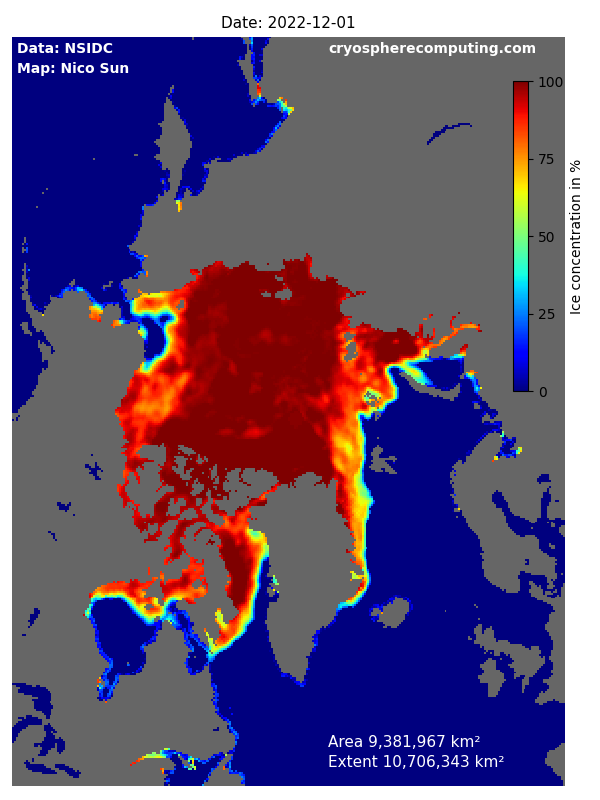 Date: 2022-12-01
Data: NSIDC
Map: Nico Sun
cryospherecomputing.com
100
75
50
25
0
Ice concentration in %
Area 9,381,967 km²
Extent 10,706,343 km²